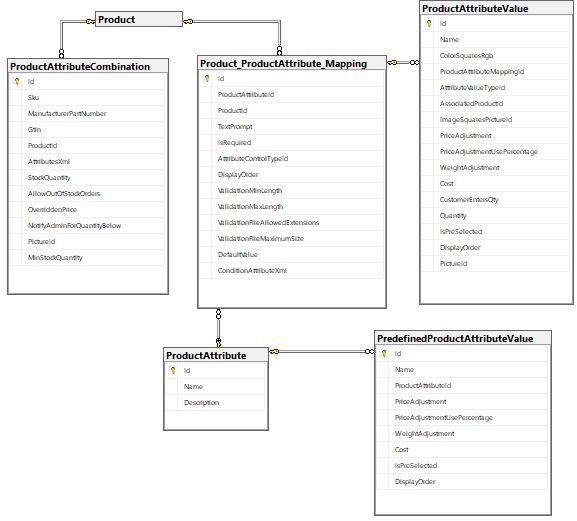 Product
ProductAttributeCombination
Id
Sku
ManufacturerPartNumber
Gtin
ProductId
AttributesXml
StockQuantity
AllowOutOfStockOrders
OverriddenPrice
NotifyAdminForQuantityBelow
PictureId
MinStockQuantity
Product_ProductAttribute_Mapping
Id
ProductAttributeId
ProductId
TextPrompt
IsRequired
AttributeControlTypeId
DisplayOrder
ValidationMinLength
ValidationMaxLength
ValidationFileAllowedExtensions
ValidationFileMaximumSize
DefaultValue
ConditionAttributeXml
ProductAttributeValue
Id
Name
ColorSquaresRgb
ProductAttributeMappingId
AttributeValueTypeId
AssociatedProductId
ImageSquaresPictureId
PriceAdjustment
PriceAdjustmentUsePercentage
WeightAdjustment
Cost
CustomerEntersQty
Quantity
IsPreSelected
DisplayOrder
PictureId
ProductAttribute
Id
Name
Description
PredefinedProductAttributeValue
Id
Name
ProductAttributeId
PriceAdjustment
PriceAdjustmentUsePercentage
WeightAdjustment
Cost
IsPreSelected
DisplayOrder